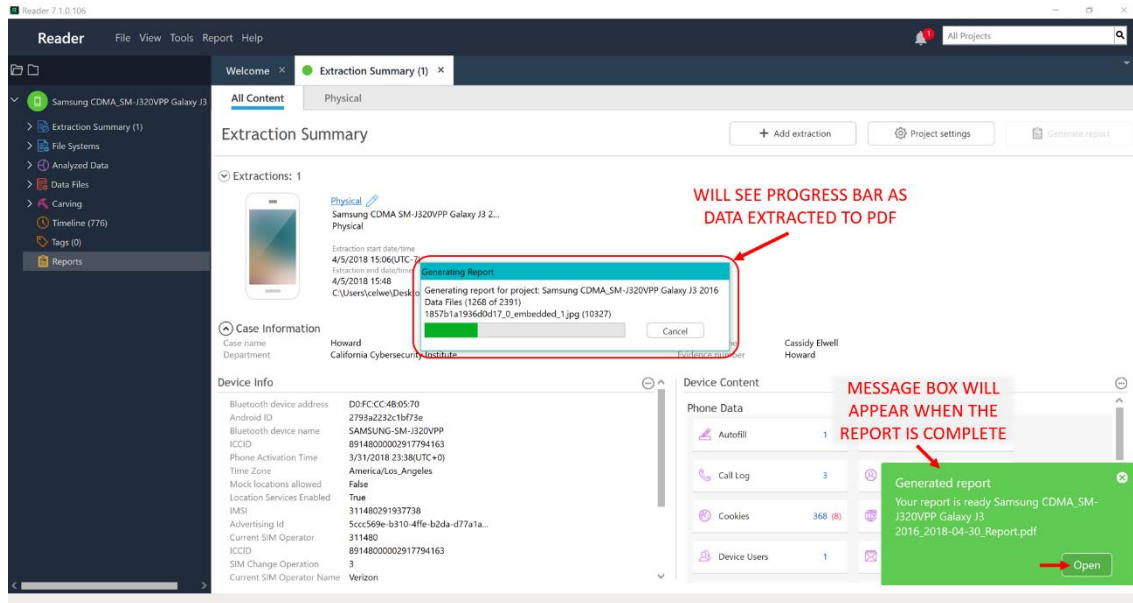 Reader 7.1.0.106
Reader File View Tools Report Help
1
All Projects
Welcome × Extraction Summary (1) ×
Samsung CDMA_SM-J320VPP Galaxy J3
Extraction Summary (1)
File Systems
Analyzed Data
Data Files
Carving
Timeline (776)
Tags (0)
Reports
All Content Physical
Extraction Summary
+ Add extraction
Project settings
Generate report
Extractions: 1
Physical
Samsung CDMA SM-J320VPP Galaxy J3 2...
Physical
Extraction start date/time
4/5/2018 15:06(UTC-7)
Extraction end date/time
4/5/2018 15:48
C:\Users\celwe\Deskto
WILL SEE PROGRESS BAR AS
DATA EXTRACTED TO PDF
Generating Report
Generating report for project: Samsung CDMA_SM-J320VPP Galaxy J3 2016
Data Files (1268 of 2391)
1857b1a1936d0d17_0_embedded_1.jpg (10327)
Cancel
Case Information
Case name Howard
Cassidy Elwell
Department California Cybersecurity Institute
Evidence number Howard
Device Info
Bluetooth device address D0:FC:CC:48:05:70
Android ID 2793a2232c1bf73e
Bluetooth device name SAMSUNG-SM-J320VPP
ICCID 89148000002917794163
Phone Activation Time 3/31/2018 23:38(UTC+0)
Time Zone America/Los_Angeles
Mock locations allowed False
Location Services Enabled True
IMSI 311480291937738
Advertising Id 5ccc569e-b310-4ffe-b2da-d77a1a...
Current SIM Operator 311480
ICCID 89148000002917794163
SIM Change Operation 3
Current SIM Operator Name Verizon
Device Content
Phone Data
Autofill 1
Call Log 3
Cookies 368 (8)
Device Users 1
MESSAGE BOX WILL
APPEAR WHEN THE
REPORT IS COMPLETE
Generated report
Your report is ready Samsung CDMA_SM-
J320VPP Galaxy J3
2016_2018-04-30_Report.pdf
Open